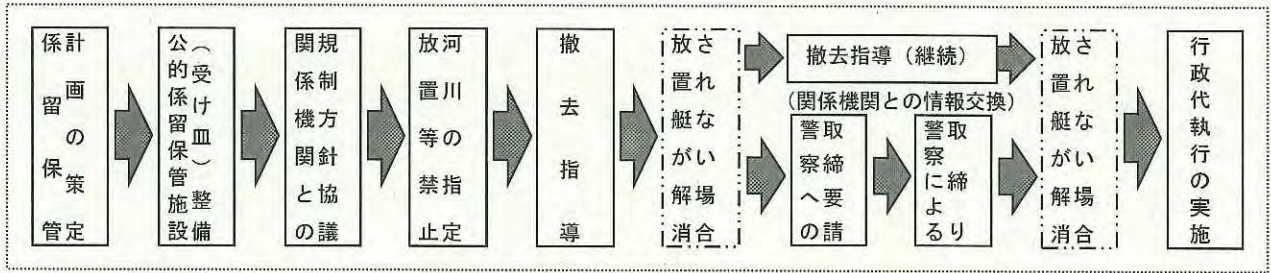 係留保管
計画の策定
公的係留保管施設
（受け皿）整備
関係機関との
規制方針協議
放置等禁止
河川の指定
撤去指導
放置艇が解消
されない場合
撤去指導（継続）
（関係機関との情報交換）
警察への
取締要請
警察による
取締り
放置艇が解消
されない場合
行政代執行の実施